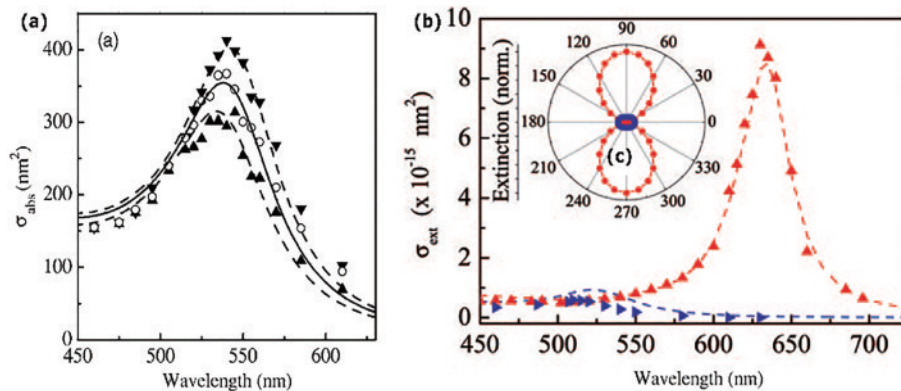 (a)
(a)
400
300
200
100
0
σabs (nm²)
450 500 550 600
Wavelength (nm)
(b)
10
8
6
4
2
0
σext (x 10⁻¹⁵ nm²)
450 500 550 600 650 700
Wavelength (nm)
Extinction (norm.)
90
120 60
150 30
180 0
(c)
210 330
240 300
270